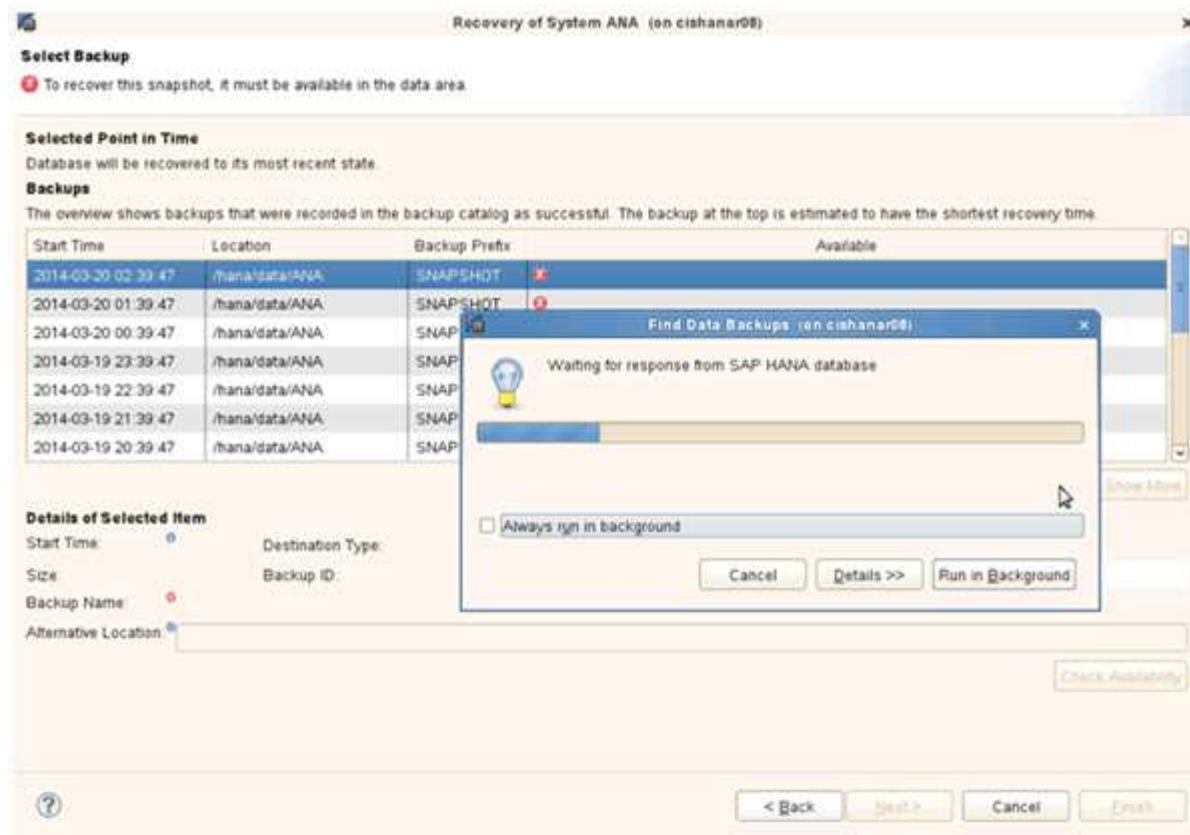 Recovery of System ANA (on cishanar08)
Select Backup
To recover this snapshot, it must be available in the data area.
Selected Point in Time
Database will be recovered to its most recent state.
Backups
The overview shows backups that were recorded in the backup catalog as successful. The backup at the top is estimated to have the shortest recovery time.
Start Time Location Backup Prefix Available
2014-03-20 02:39:47 /hana/data/ANA SNAPSHOT
2014-03-20 01:39:47 /hana/data/ANA SNAPSHOT
2014-03-20 00:39:47 /hana/data/ANA SNAP
2014-03-19 23:39:47 /hana/data/ANA SNAP
2014-03-19 22:39:47 /hana/data/ANA SNAP
2014-03-19 21:39:47 /hana/data/ANA SNAP
2014-03-19 20:39:47 /hana/data/ANA SNAP
Find Data Backups (on cishanar08)
Waiting for response from SAP HANA database
Always run in background
Cancel Details >> Run in Background
Show More
Details of Selected Item
Start Time: Destination Type:
Size: Backup ID:
Backup Name:
Alternative Location:
Check Availability
? < Back Next > Cancel Finish